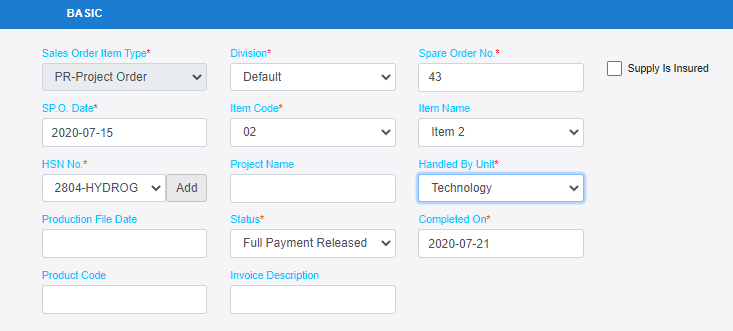 BASIC
Sales Order Item Type* Division* Spare Order No.*
PR-Project Order Default 43 Supply Is Insured
SP.O. Date* Item Code* Item Name
2020-07-15 02 Item 2
HSN No.* Project Name Handled By Unit*
2804-HYDROG Add Technology
Production File Date Status* Completed On*
Full Payment Released 2020-07-21
Product Code Invoice Description